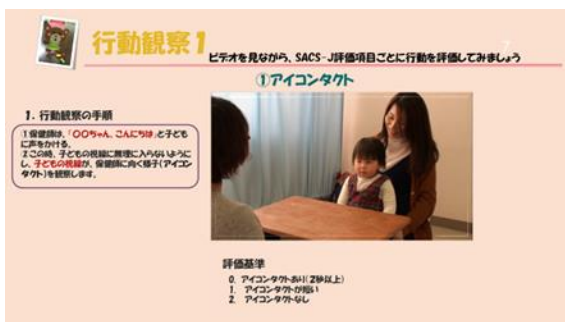 行動観察1
ビデオを見ながら、SACS-J評価項目ごとに行動を評価してみましょう
①アイコンタクト
1. 行動観察の手順
①保健師は、「〇〇ちゃん、こんにちは」と子ども
に声をかける。
②この時、子どもの視線に無理に入らないように
し、子どもの視線が、保健師に向く様子(アイコン
タクト)を観察します。
評価基準
0. アイコンタクトあり(2秒以上)
1. アイコンタクトが短い
2. アイコンタクトなし